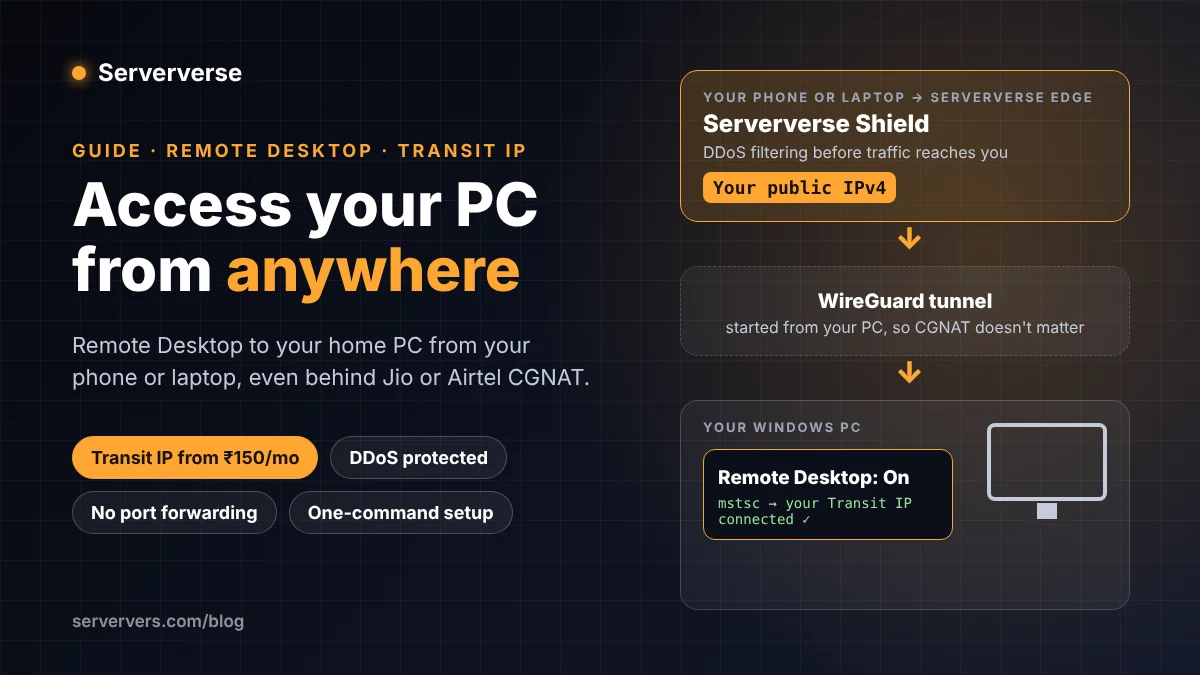 Serververse
GUIDE · REMOTE DESKTOP · TRANSIT IP
Access your PC
from anywhere
Remote Desktop to your home PC from your
phone or laptop, even behind Jio or Airtel CGNAT.
Transit IP from ₹150/mo
DDoS protected
No port forwarding
One-command setup
serververs.com/blog
YOUR PHONE OR LAPTOP → SERVERVERSE EDGE
Serververse Shield
DDoS filtering before traffic reaches you
Your public IPv4
WireGuard tunnel
started from your PC, so CGNAT doesn't matter
YOUR WINDOWS PC
Remote Desktop: On
mstsc → your Transit IP
connected ✓